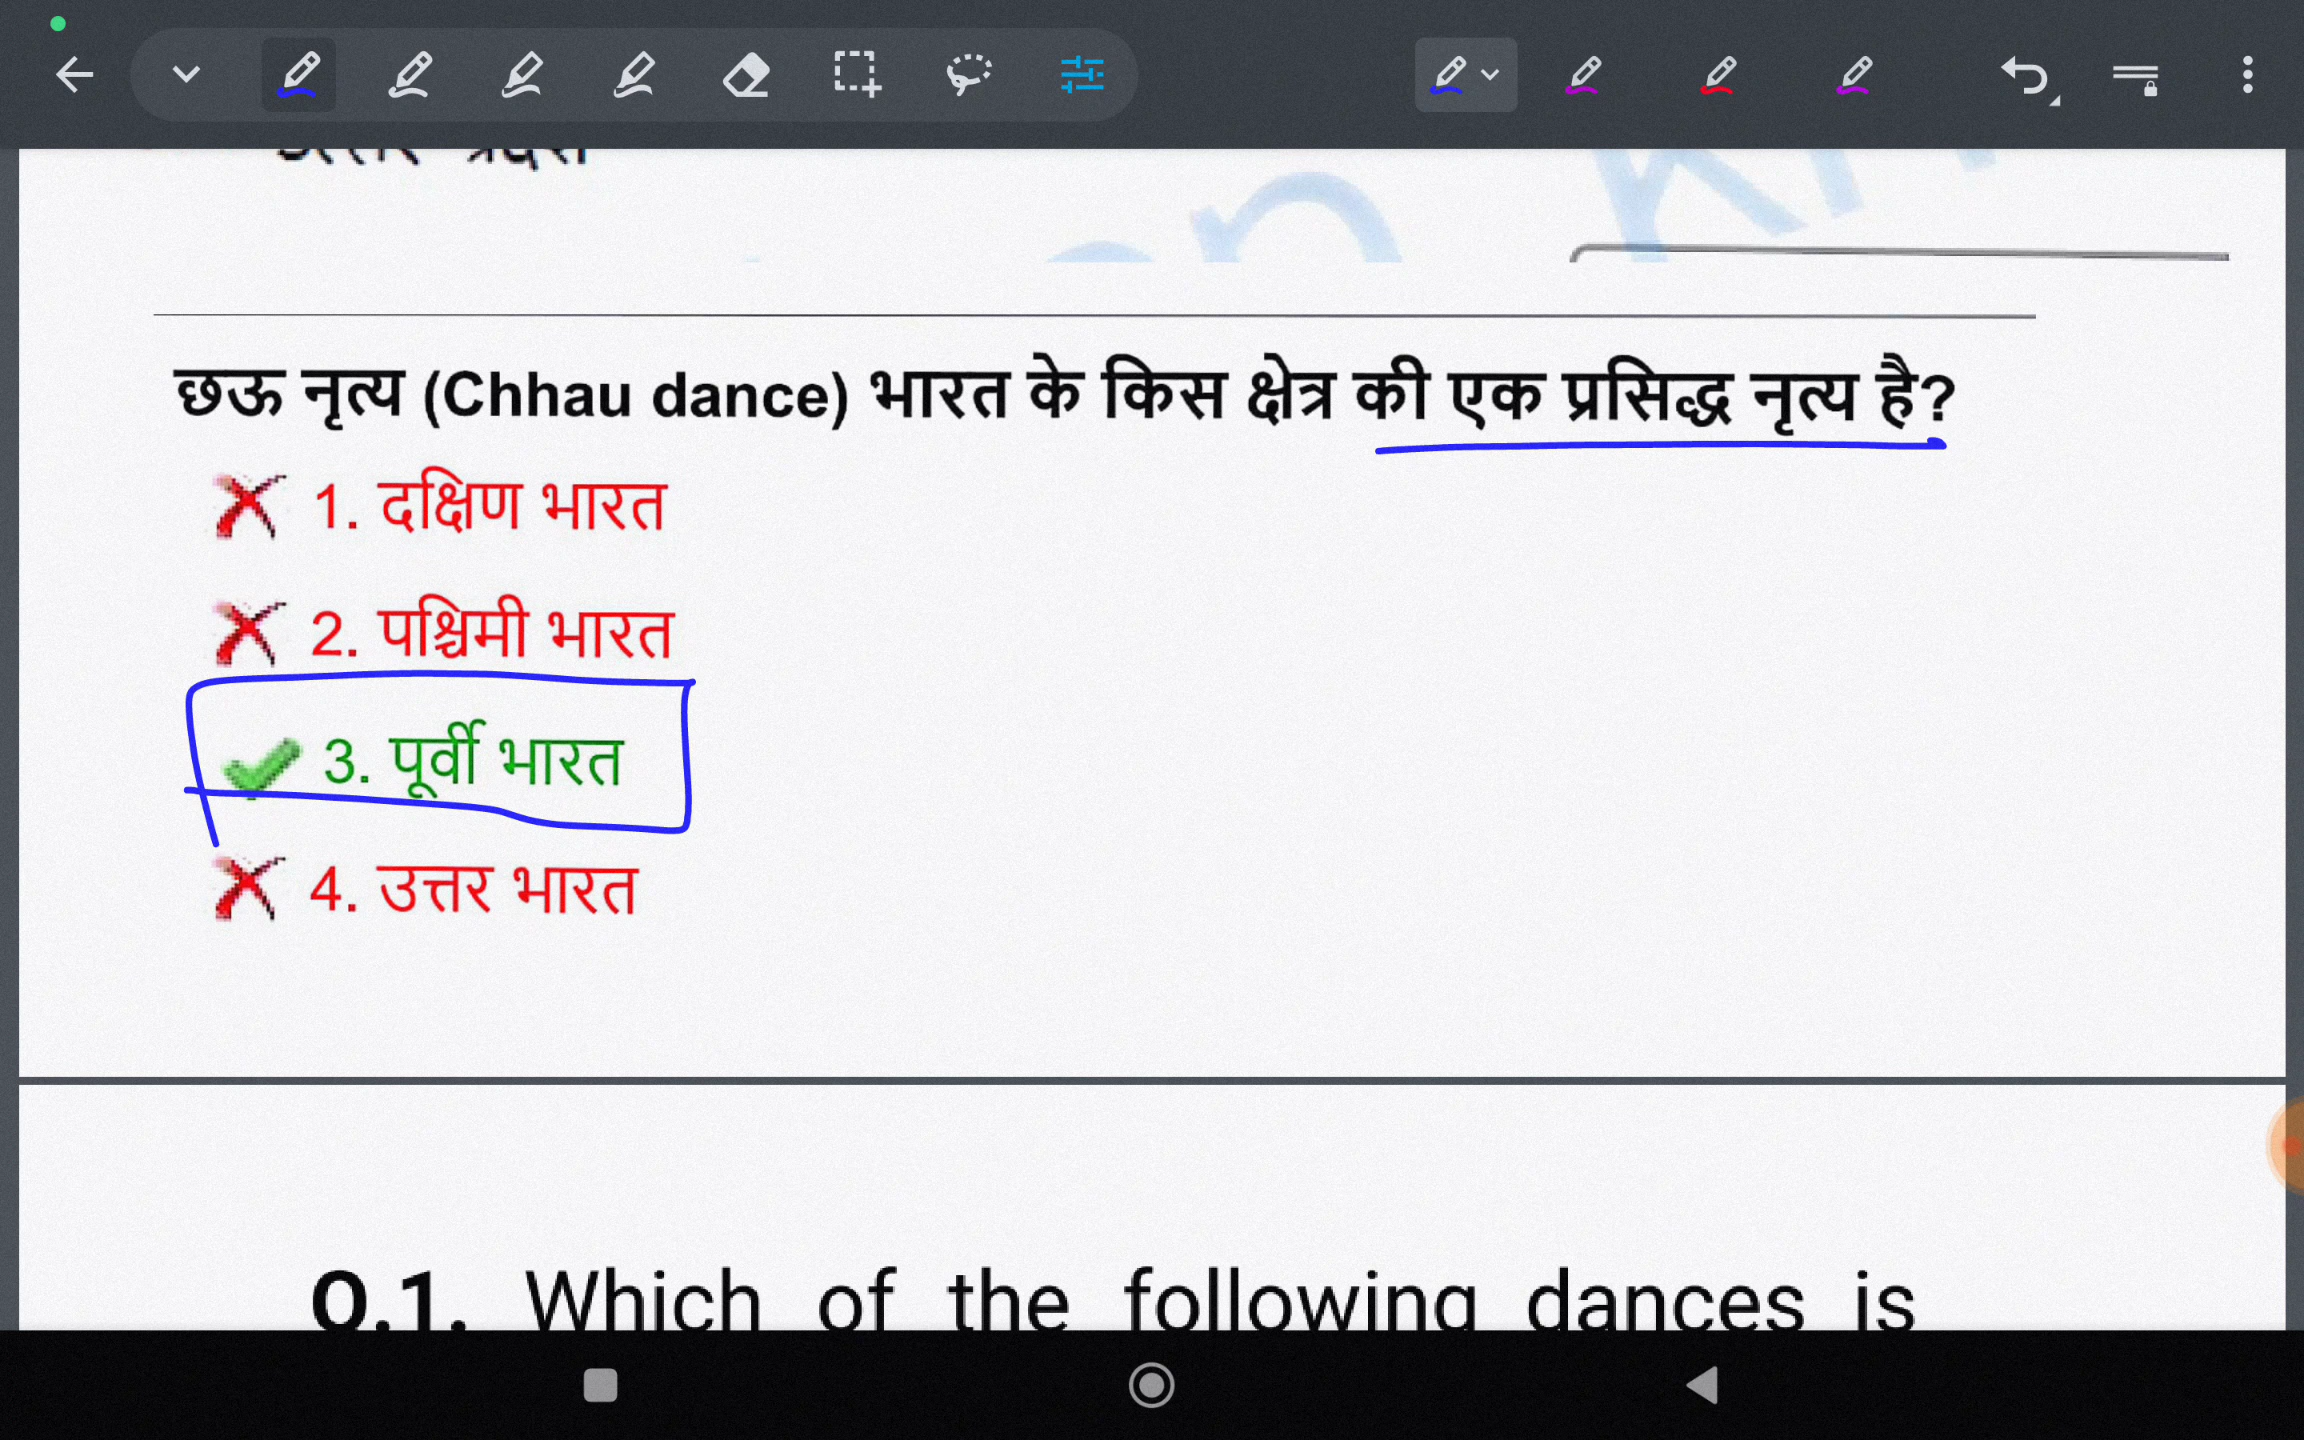 छऊ नृत्य (Chhau dance) भारत के किस क्षेत्र की एक प्रसिद्ध नृत्य है?
1. दक्षिण भारत
2. पश्चिमी भारत
3. पूर्वी भारत
4. उत्तर भारत
Q.1. Which of the following dances is